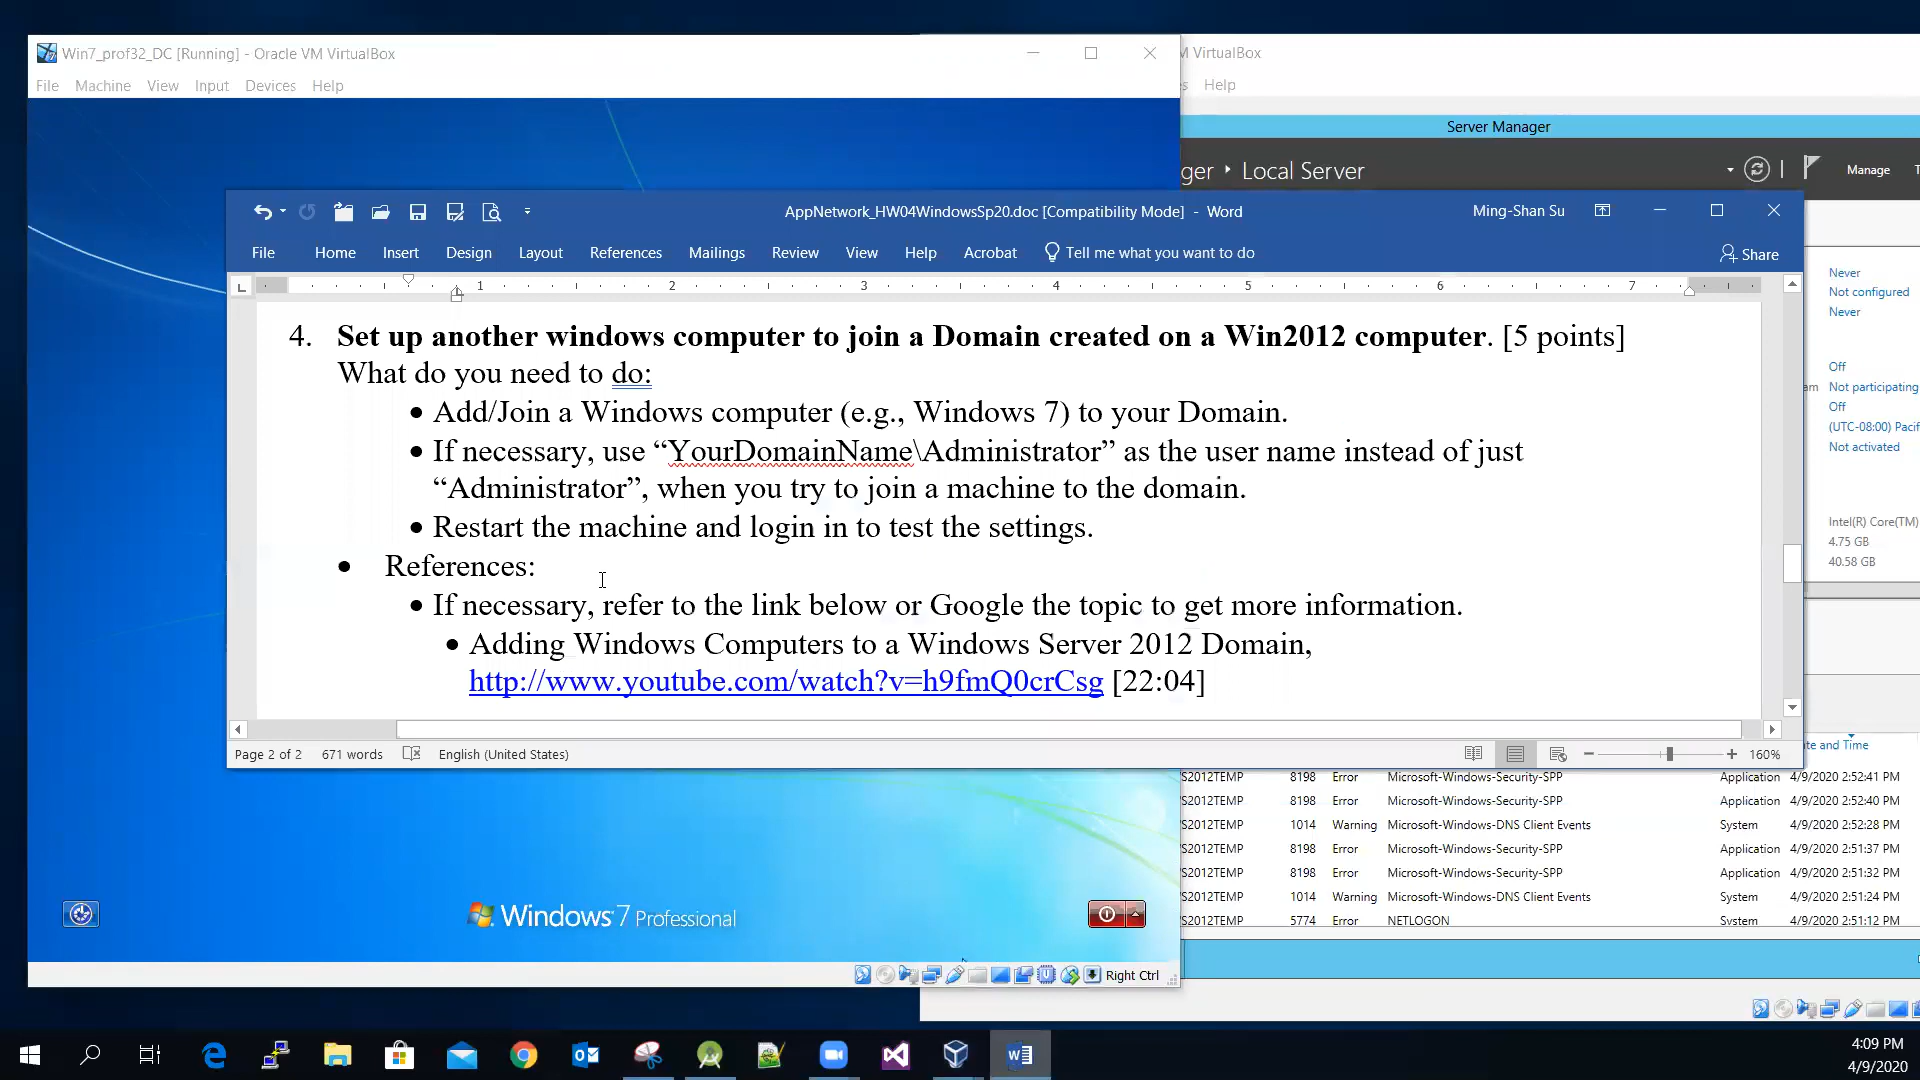 Win7_prof32_DC [Running] - Oracle VM VirtualBox
VM VirtualBox
File Machine View Input Devices Help
Help
Server Manager
Local Server
Manage
AppNetwork_HW04WindowsSp20.doc [Compatibility Mode] - Word
Ming-Shan Su
File Home Insert Design Layout References Mailings Review View Help Acrobat Tell me what you want to do
Share
1 2 3 4 5 6 7
4. Set up another windows computer to join a Domain created on a Win2012 computer. [5 points]
What do you need to do:
• Add/Join a Windows computer (e.g., Windows 7) to your Domain.
• If necessary, use “YourDomainName\Administrator” as the user name instead of just
“Administrator”, when you try to join a machine to the domain.
• Restart the machine and login in to test the settings.
• References:
• If necessary, refer to the link below or Google the topic to get more information.
• Adding Windows Computers to a Windows Server 2012 Domain,
http://www.youtube.com/watch?v=h9fmQ0crCsg [22:04]
Page 2 of 2 671 words English (United States)
160%
Never
Not configured
Never
Off
Not participating
Off
(UTC-08:00) Pacif
Not activated
Intel(R) Core(TM)
4.75 GB
40.58 GB
and Time
S2012TEMP 8198 Error Microsoft-Windows-Security-SPP Application 4/9/2020 2:52:41 PM
S2012TEMP 8198 Error Microsoft-Windows-Security-SPP Application 4/9/2020 2:52:40 PM
S2012TEMP 1014 Warning Microsoft-Windows-DNS Client Events System 4/9/2020 2:52:28 PM
S2012TEMP 8198 Error Microsoft-Windows-Security-SPP Application 4/9/2020 2:51:37 PM
S2012TEMP 8198 Error Microsoft-Windows-Security-SPP Application 4/9/2020 2:51:32 PM
S2012TEMP 1014 Warning Microsoft-Windows-DNS Client Events System 4/9/2020 2:51:24 PM
S2012TEMP 5774 Error NETLOGON System 4/9/2020 2:51:12 PM
Windows 7 Professional
Right Ctrl
4:09 PM
4/9/2020